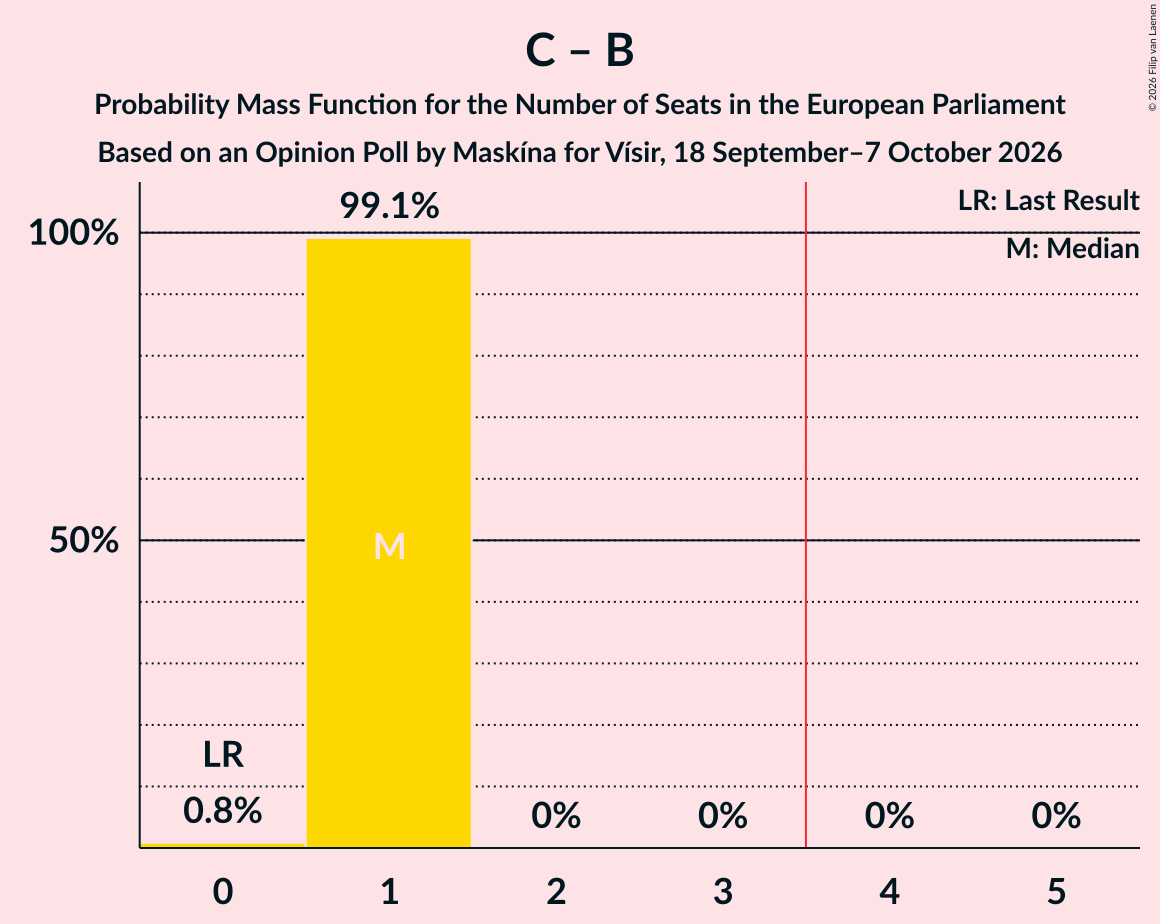 C – B
Probability Mass Function for the Number of Seats in the European Parliament
Based on an Opinion Poll by Maskína for Vísir, 18 September–7 October 2026
© 2026 Filip van Laenen
LR: Last Result
M: Median
99.1%
100%
50%
M
LR
0.8%
0%
0%
0%
0%
0
1
2
3
4
5